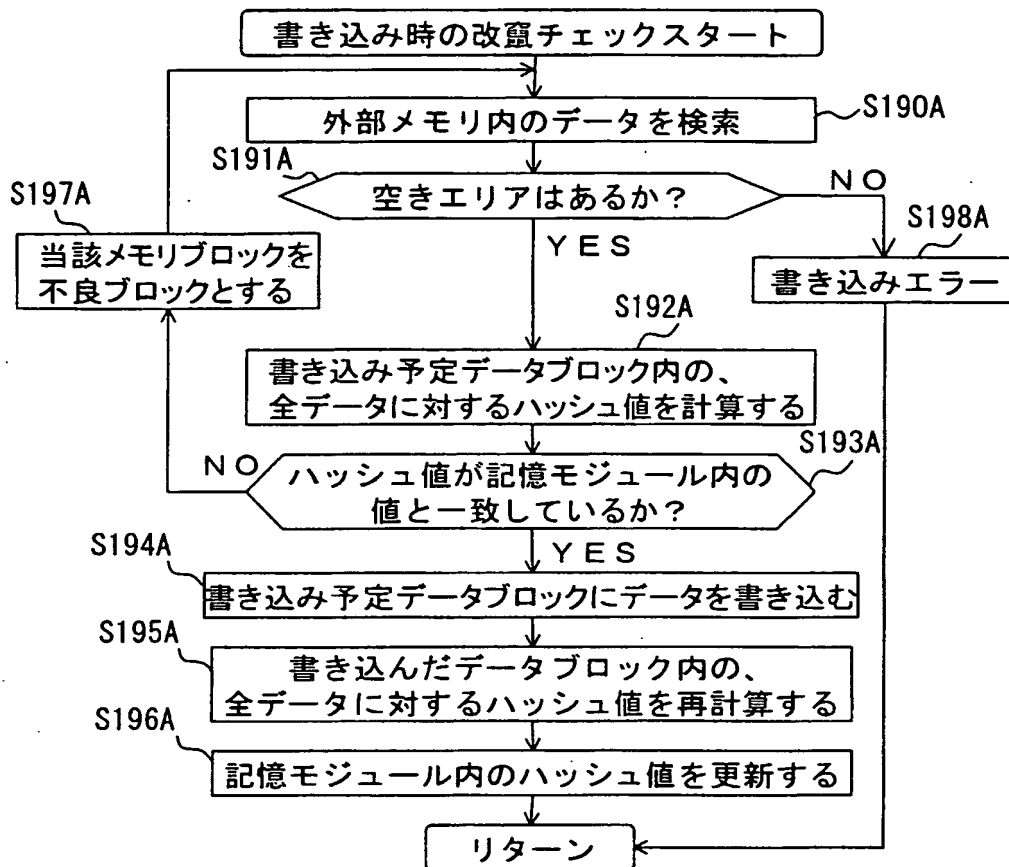 書き込み時の改竄チェックスタート
S190A
外部メモリ内のデータを検索
S191A
空きエリアはあるか？
NO
S197A
当該メモリブロックを
不良ブロックとする
YES
S198A
書き込みエラー
S192A
書き込み予定データブロック内の、
全データに対するハッシュ値を計算する
S193A
NO
ハッシュ値が記憶モジュール内の
値と一致しているか？
YES
S194A
書き込み予定データブロックにデータを書き込む
S195A
書き込んだデータブロック内の、
全データに対するハッシュ値を再計算する
S196A
記憶モジュール内のハッシュ値を更新する
リターン